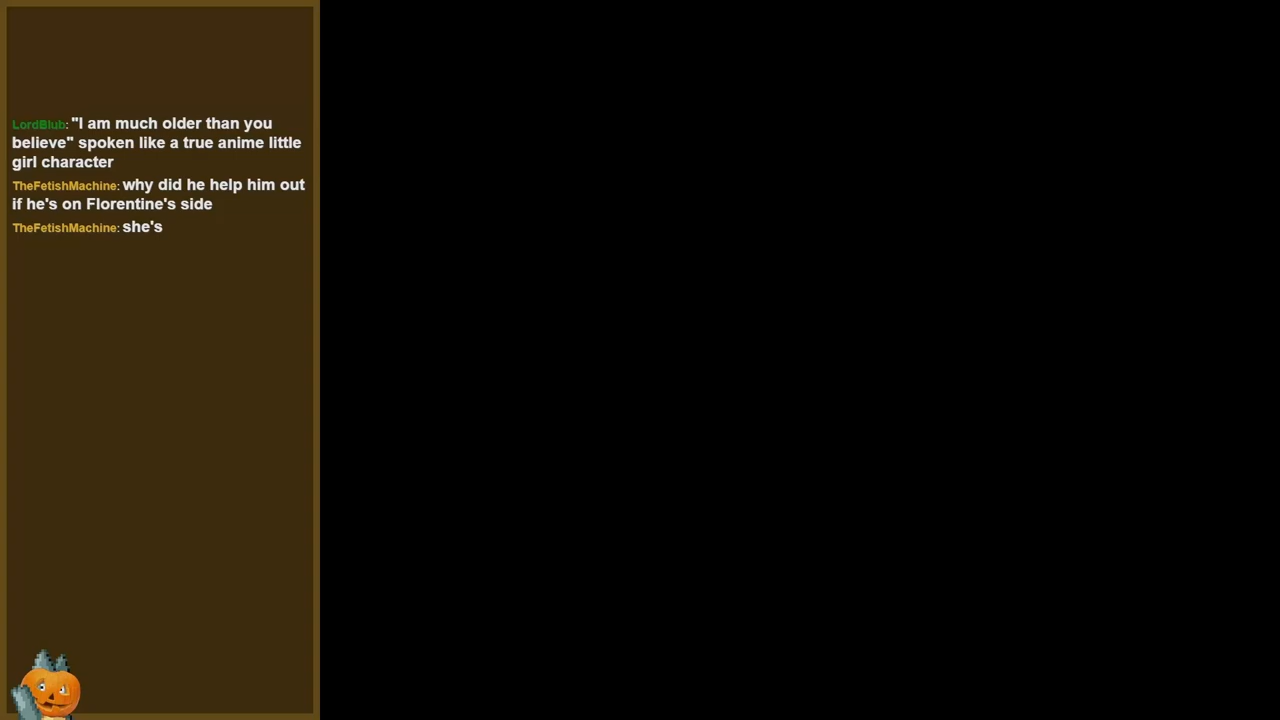 LordBlub: "I am much older than you
believe" spoken like a true anime little
girl character
TheFetishMachine: why did he help him out
if he's on Florentine's side
TheFetishMachine: she's